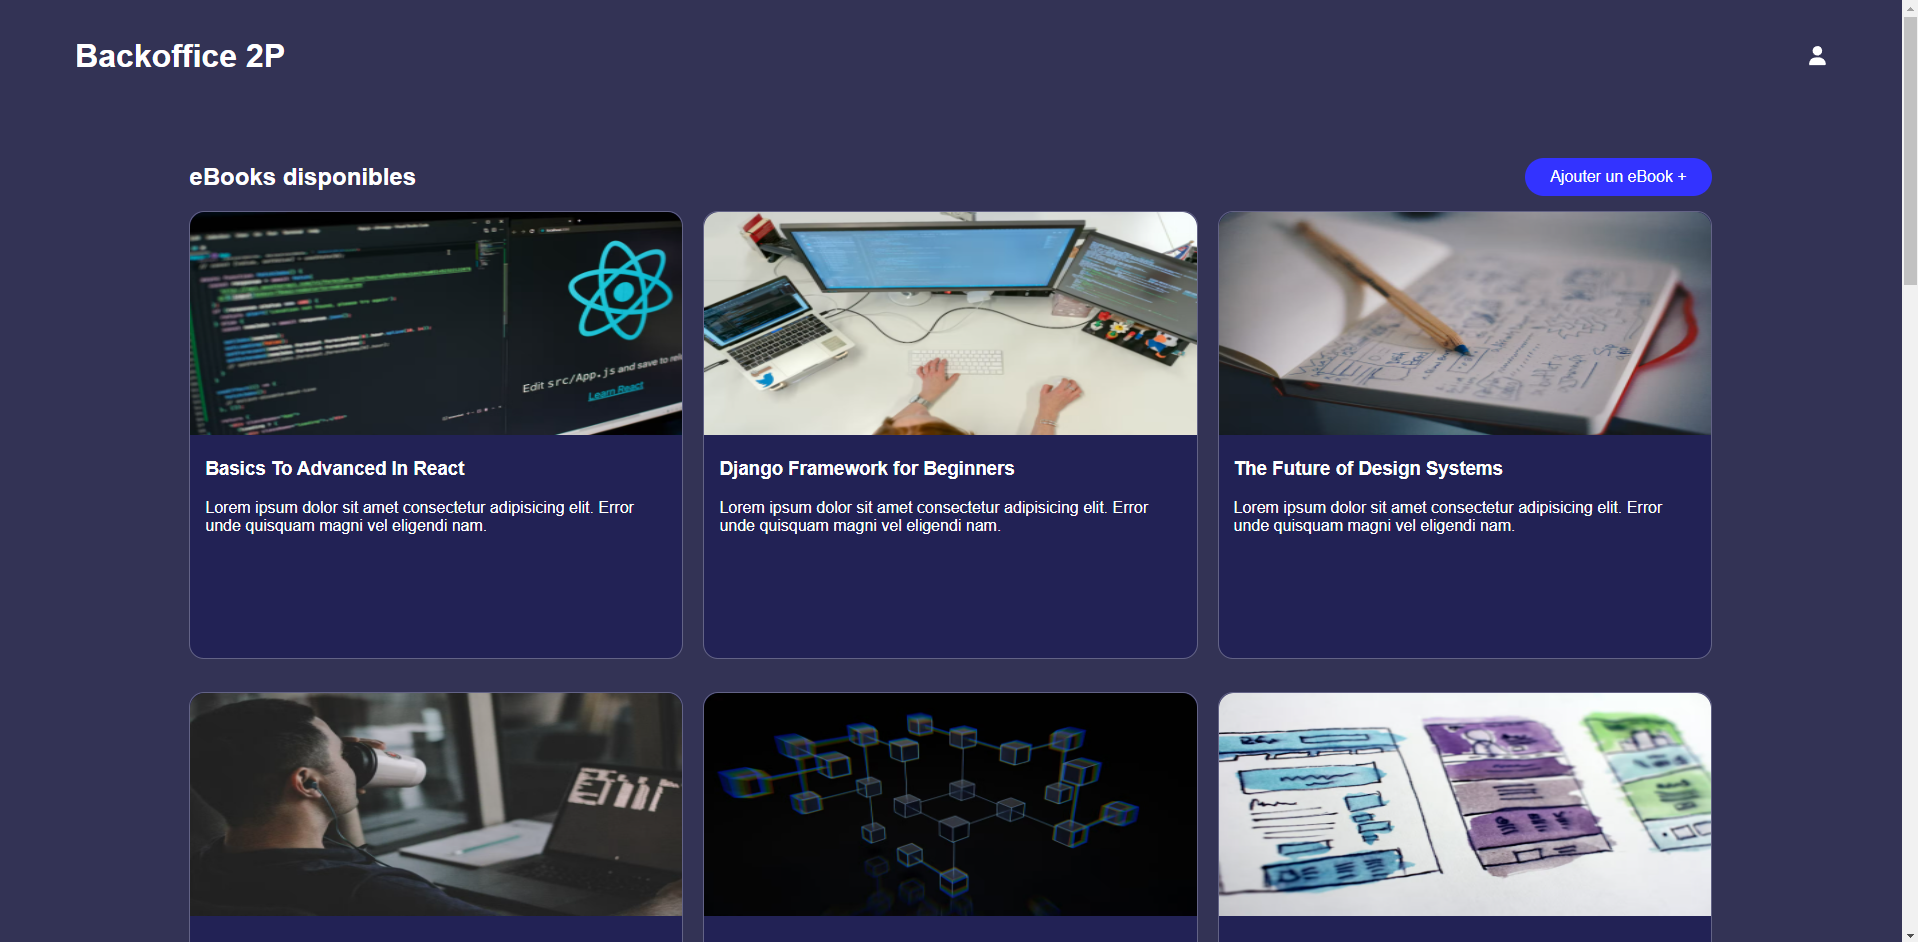 Backoffice 2P
eBooks disponibles
Ajouter un eBook +
Edit src/App.js and save to relo
Learn React
Basics To Advanced In React
Django Framework for Beginners
The Future of Design Systems
Lorem ipsum dolor sit amet consectetur adipisicing elit. Error
unde quisquam magni vel eligendi nam.
Lorem ipsum dolor sit amet consectetur adipisicing elit. Error
unde quisquam magni vel eligendi nam.
Lorem ipsum dolor sit amet consectetur adipisicing elit. Error
unde quisquam magni vel eligendi nam.